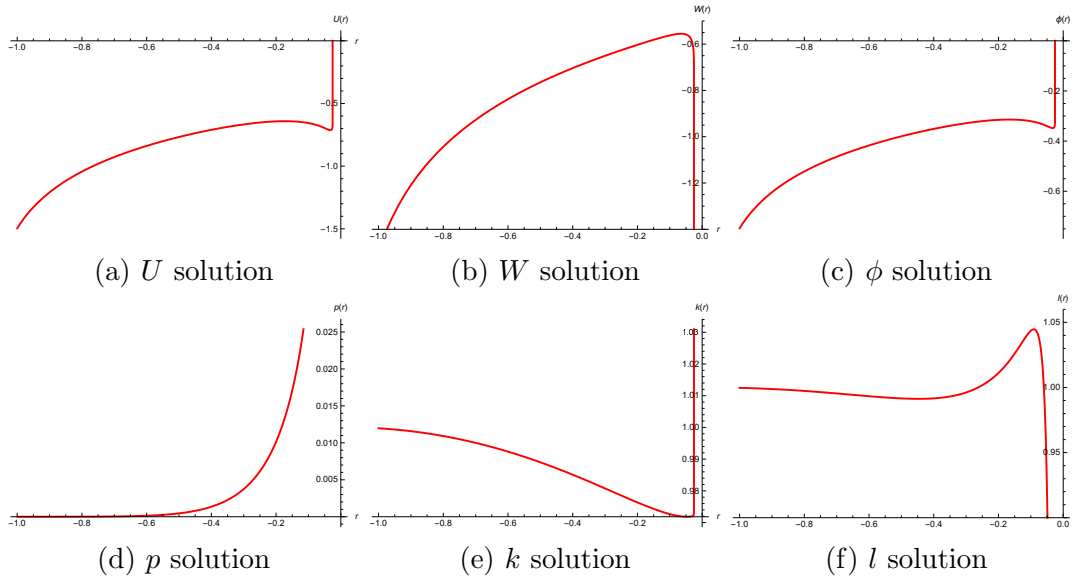 U(r)
-1.0 -0.8 -0.6 -0.4 -0.2 r
-0.5
-1.0
-1.5
(a) U solution
W(r)
-0.6
-0.8
-1.0
-1.2
-1.0 -0.8 -0.6 -0.4 -0.2 0.0 r
(b) W solution
ϕ(r)
-1.0 -0.8 -0.6 -0.4 -0.2 r
-0.2
-0.4
-0.6
(c) ϕ solution
p(r)
0.025
0.020
0.015
0.010
0.005
-1.0 -0.8 -0.6 -0.4 -0.2 r
(d) p solution
k(r)
1.03
1.02
1.01
1.00
0.99
0.98
0.97
-1.0 -0.8 -0.6 -0.4 -0.2 r
(e) k solution
l(r)
1.05
1.00
0.95
-1.0 -0.8 -0.6 -0.4 -0.2 0.0 r
(f) l solution